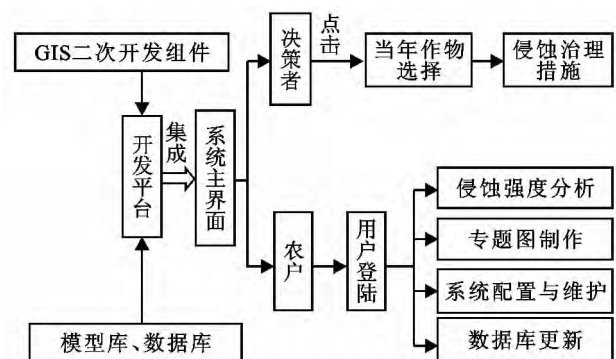 GIS二次开发组件
开发平台
集成
系统主界面
模型库、数据库
决策者
点击
当年作物
选择
侵蚀治理
措施
农户
用户登陆
侵蚀强度分析
专题图制作
系统配置与维护
数据库更新